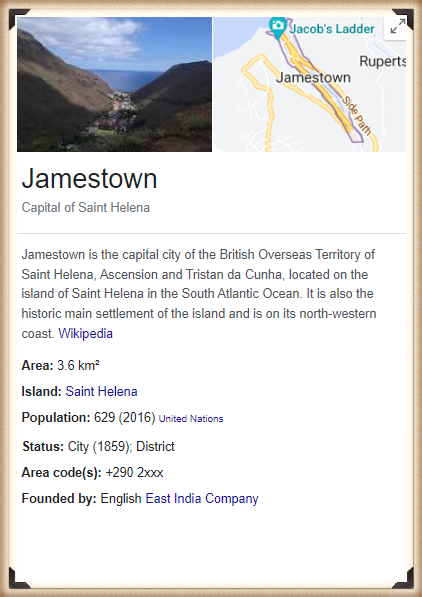 Jacob's Ladder
Jamestown
Ruperts
Side Path
Jamestown
Capital of Saint Helena
Jamestown is the capital city of the British Overseas Territory of
Saint Helena, Ascension and Tristan da Cunha, located on the
island of Saint Helena in the South Atlantic Ocean. It is also the
historic main settlement of the island and is on its north-western
coast. Wikipedia
Area: 3.6 km²
Island: Saint Helena
Population: 629 (2016) United Nations
Status: City (1859); District
Area code(s): +290 2xxx
Founded by: English East India Company